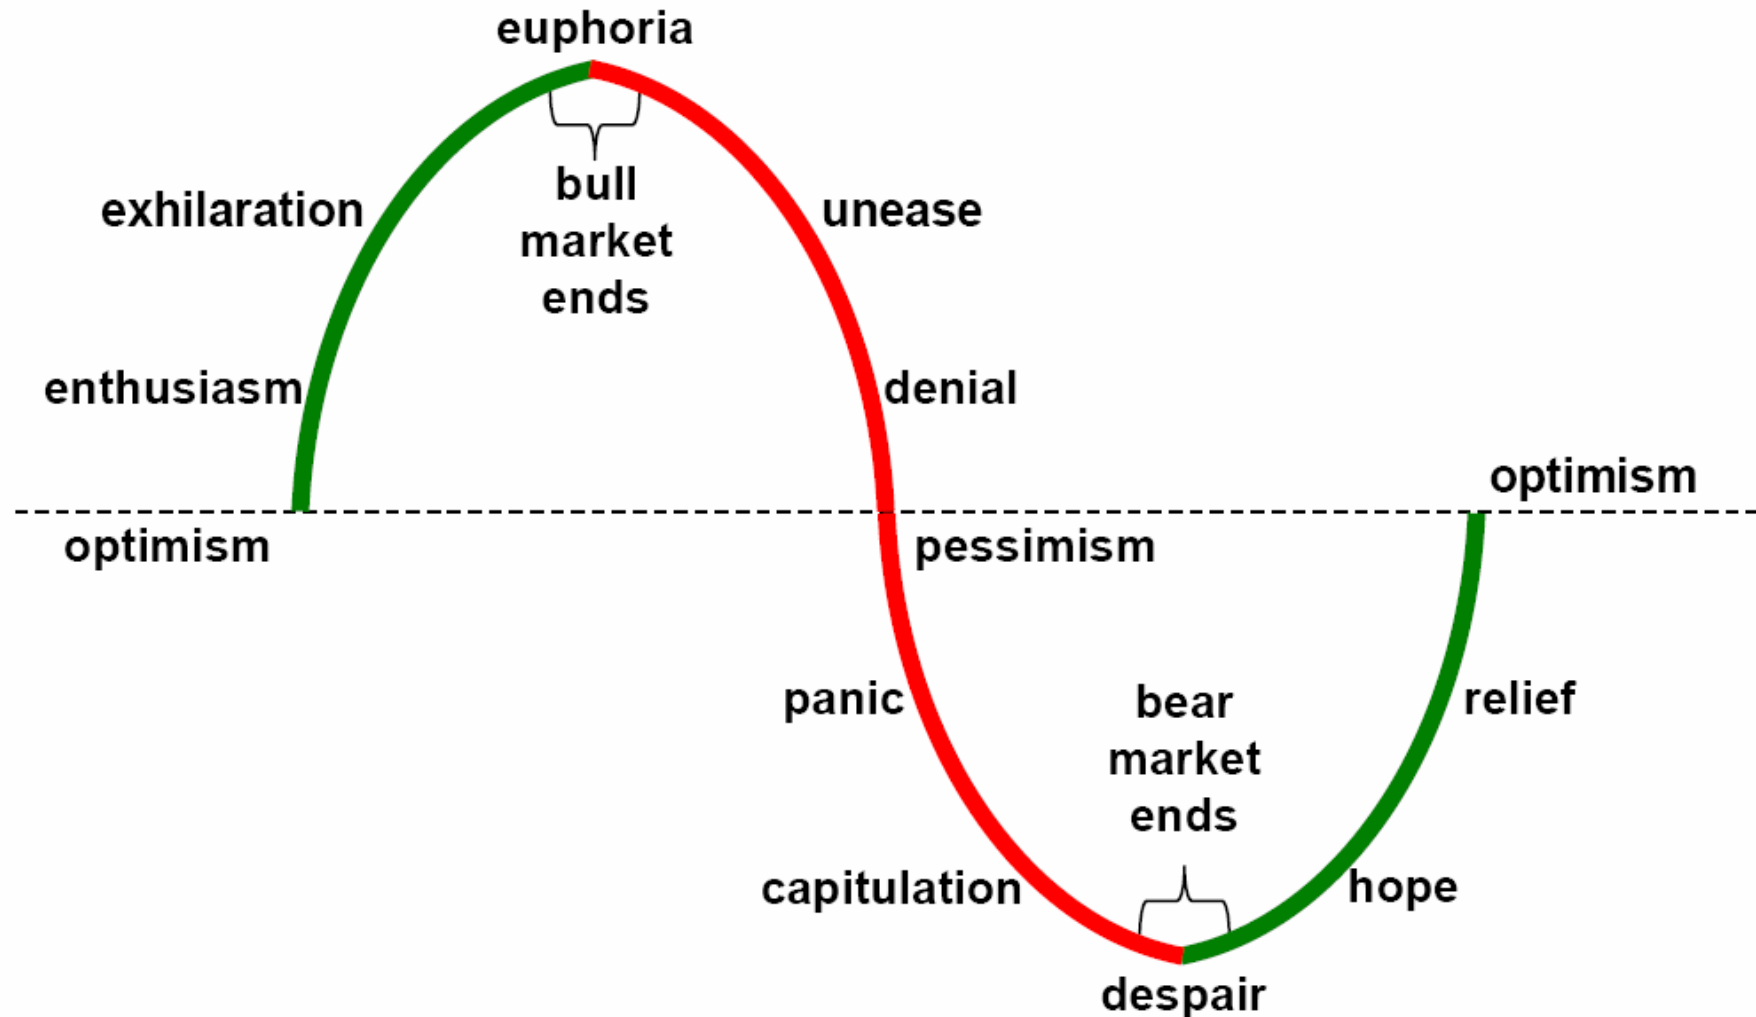 euphoria
bull
market
ends
exhilaration
unease
enthusiasm
denial
optimism
optimism
pessimism
panic
bear
market
ends
relief
capitulation
hope
despair